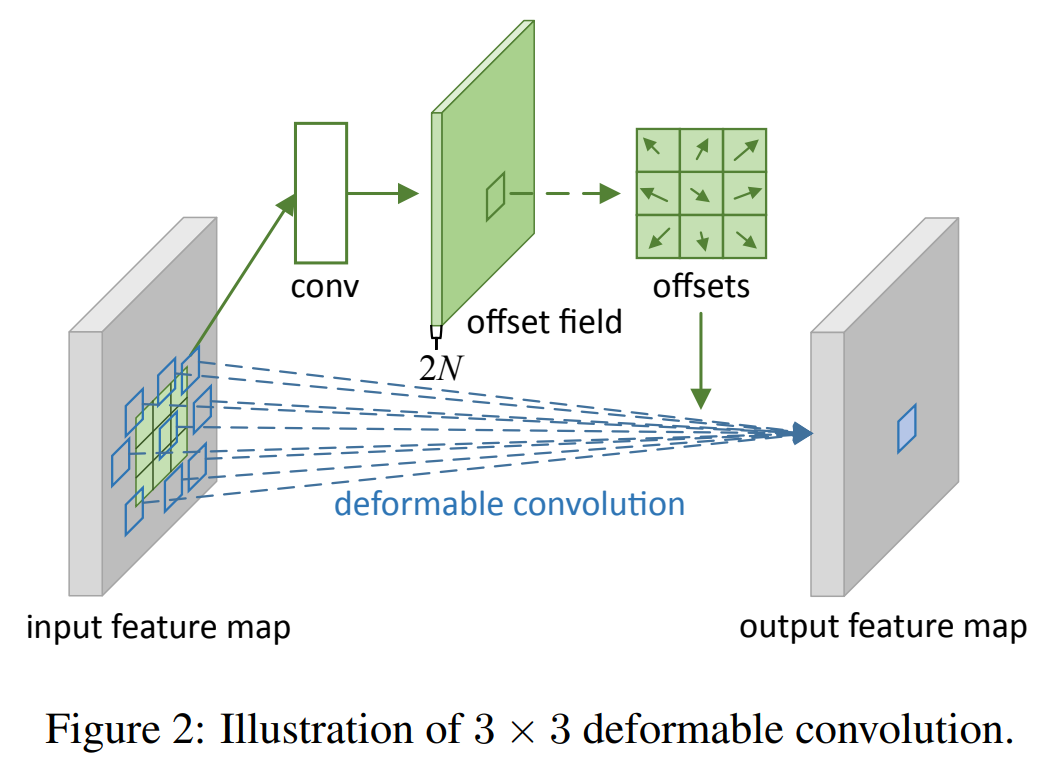 conv
offset field
offsets
2N
deformable convolution
input feature map
output feature map
Figure 2: Illustration of 3 × 3 deformable convolution.